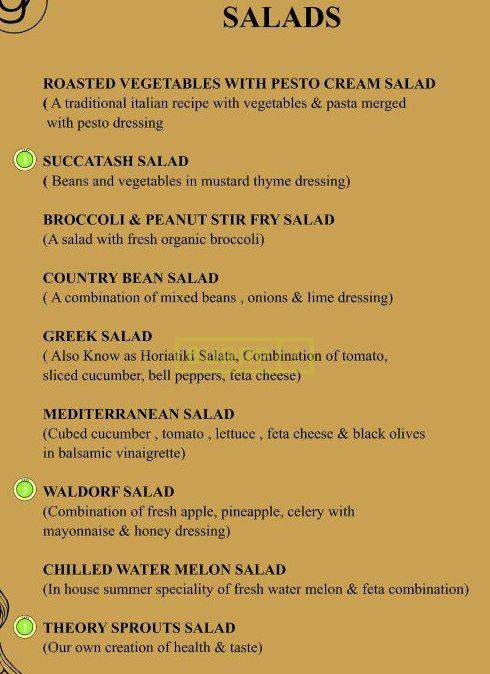 SALADS
ROASTED VEGETABLES WITH PESTO CREAM SALAD
( A traditional italian recipe with vegetables & pasta merged
with pesto dressing
SUCCATASH SALAD
( Beans and vegetables in mustard thyme dressing)
BROCCOLI & PEANUT STIR FRY SALAD
(A salad with fresh organic broccoli)
COUNTRY BEAN SALAD
( A combination of mixed beans , onions & lime dressing)
GREEK SALAD
( Also Know as Horiatiki Salata, Combination of tomato,
sliced cucumber, bell peppers, feta cheese)
MEDITERRANEAN SALAD
(Cubed cucumber , tomato , lettuce , feta cheese & black olives
in balsamic vinaigrette)
WALDORF SALAD
(Combination of fresh apple, pineapple, celery with
mayonnaise & honey dressing)
CHILLED WATER MELON SALAD
(In house summer speciality of fresh water melon & feta combination)
THEORY SPROUTS SALAD
(Our own creation of health & taste)